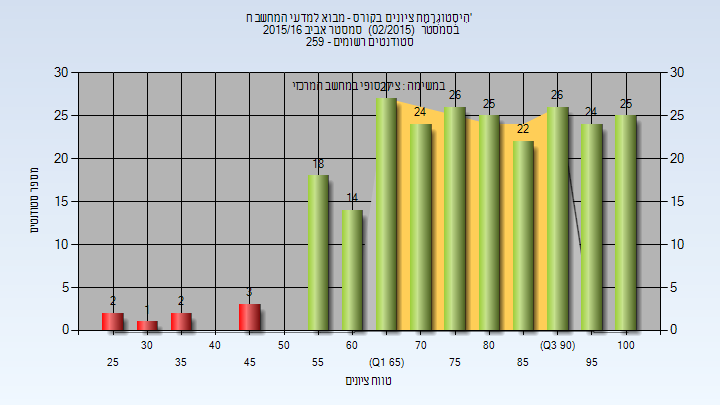 היסטוגרמת ציונים בקורס - מבוא למדעי המחשב ח'
בסמסטר (02/2015) סמסטר אביב 2015/16
259 - סטודנטים רשומים
במשימה : ציון סופי במחשב המרכזי
מספר סטודנטים
30 25 20 15 10 5 0
2 1 2 3 18 14 27 24 26 25 22 26 24 25
30 25 20 15 10 5 0
30 40 50 60 70 80 (Q3 90) 100
25 35 45 55 (Q1 65) 75 85 95
טווח ציונים